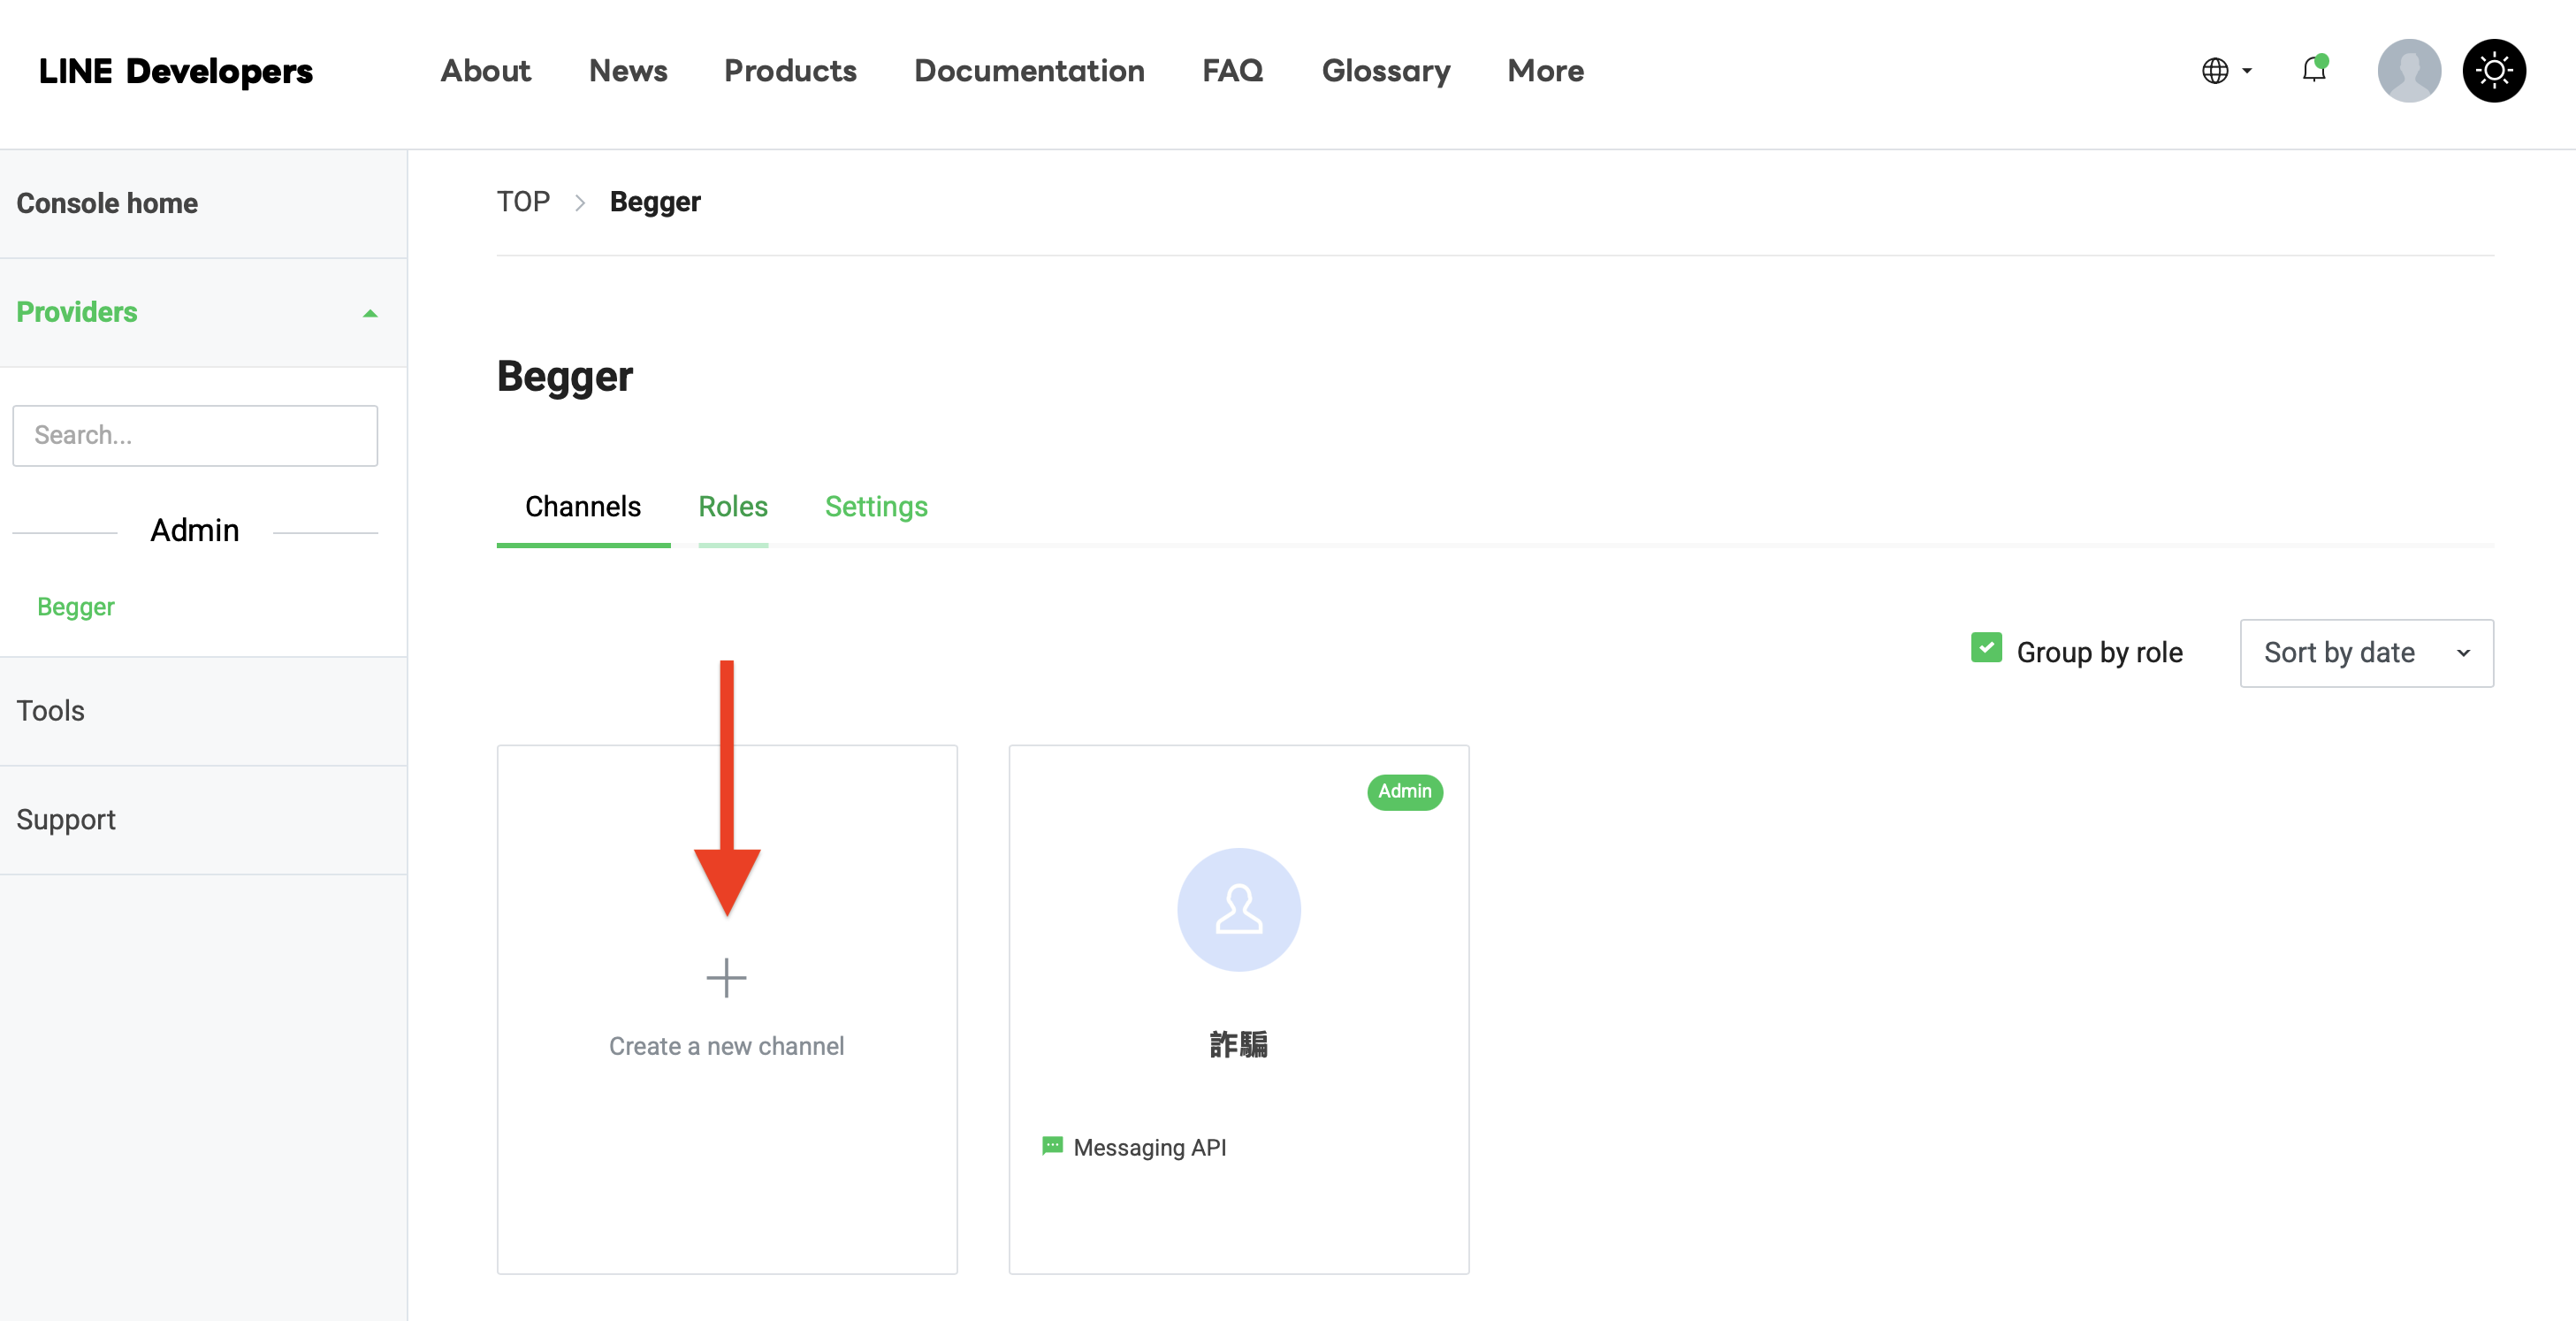 LINE Developers
About
News
Products
Documentation
FAQ
Glossary
More
Console home
Providers
Search...
Admin
Begger
Tools
Support
TOP
Begger
Begger
Channels
Roles
Settings
Group by role
Sort by date
Create a new channel
Admin
詐騙
Messaging API